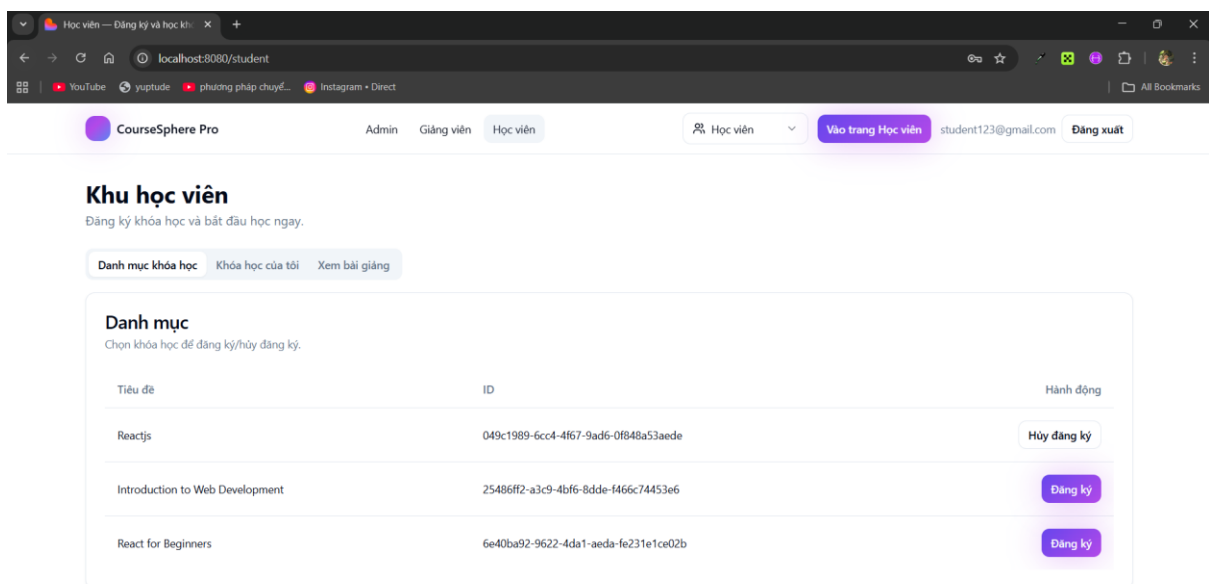 Học viên — Đăng ký và học khó
localhost:8080/student
YouTube yuptude phương pháp chuyể... Instagram • Direct All Bookmarks
CourseSphere Pro Admin Giảng viên Học viên Học viên Vào trang Học viên student123@gmail.com Đăng xuất
Khu học viên
Đăng ký khóa học và bắt đầu học ngay.
Danh mục khóa học Khóa học của tôi Xem bài giảng
Danh mục
Chọn khóa học để đăng ký/hủy đăng ký.
Tiêu đề ID Hành động
Reactjs 049c1989-6cc4-4f67-9ad6-0f848a53aede Hủy đăng ký
Introduction to Web Development 25486ff2-a3c9-4bf6-8dde-f466c74453e6 Đăng ký
React for Beginners 6e40ba92-9622-4da1-aeda-fe231e1ce02b Đăng ký